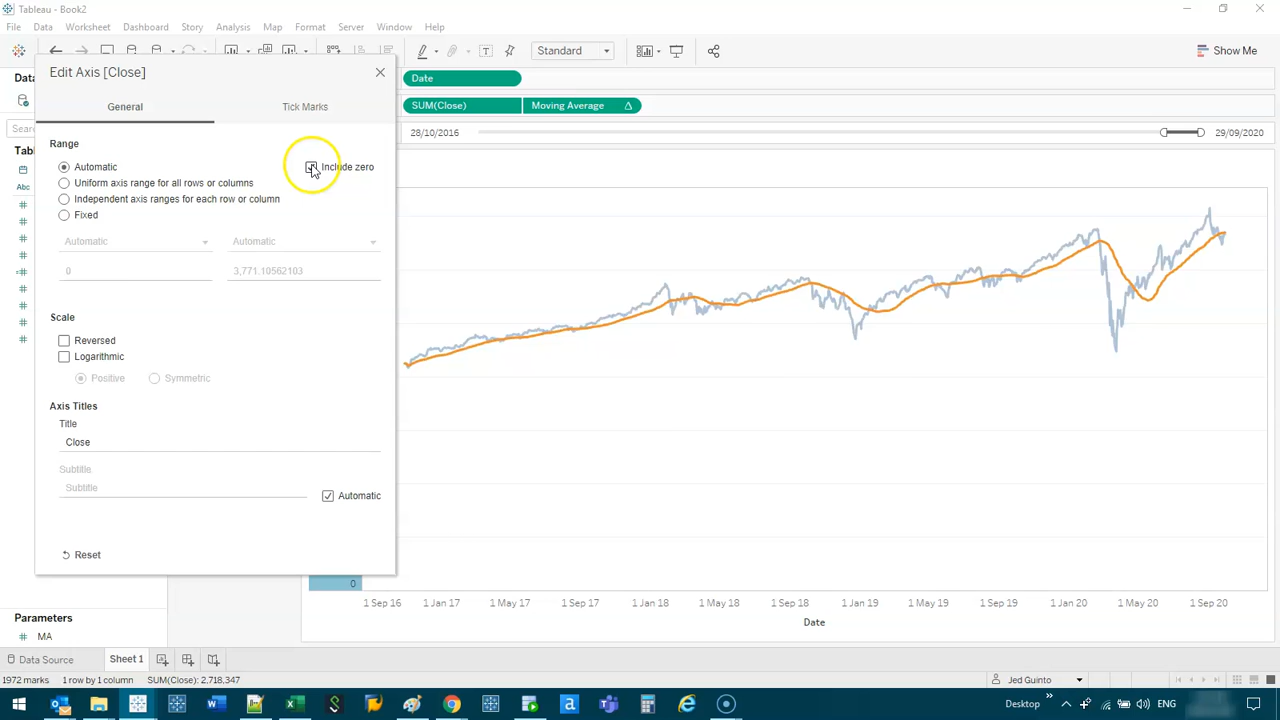 Tableau - Book2
File Data Worksheet Dashboard Story Analysis Map Format Server Window Help
Standard
Show Me
Edit Axis [Close]
General
Tick Marks
Date
SUM(Close)
Moving Average
28/10/2016
29/09/2020
Range
Automatic
Include zero
Uniform axis range for all rows or columns
Independent axis ranges for each row or column
Fixed
Automatic
Automatic
0
3,771.10562103
Scale
Reversed
Logarithmic
Positive
Symmetric
Axis Titles
Title
Close
Subtitle
Subtitle
Automatic
Reset
Abc
0
1 Sep 16 1 Jan 17 1 May 17 1 Sep 17 1 Jan 18 1 May 18 1 Sep 18 1 Jan 19 1 May 19 1 Sep 19 1 Jan 20 1 May 20 1 Sep 20
Date
Parameters
MA
Data Source
Sheet 1
1972 marks
1 row by 1 column
SUM(Close): 2,718,347
Jed Guinto
Desktop
ENG